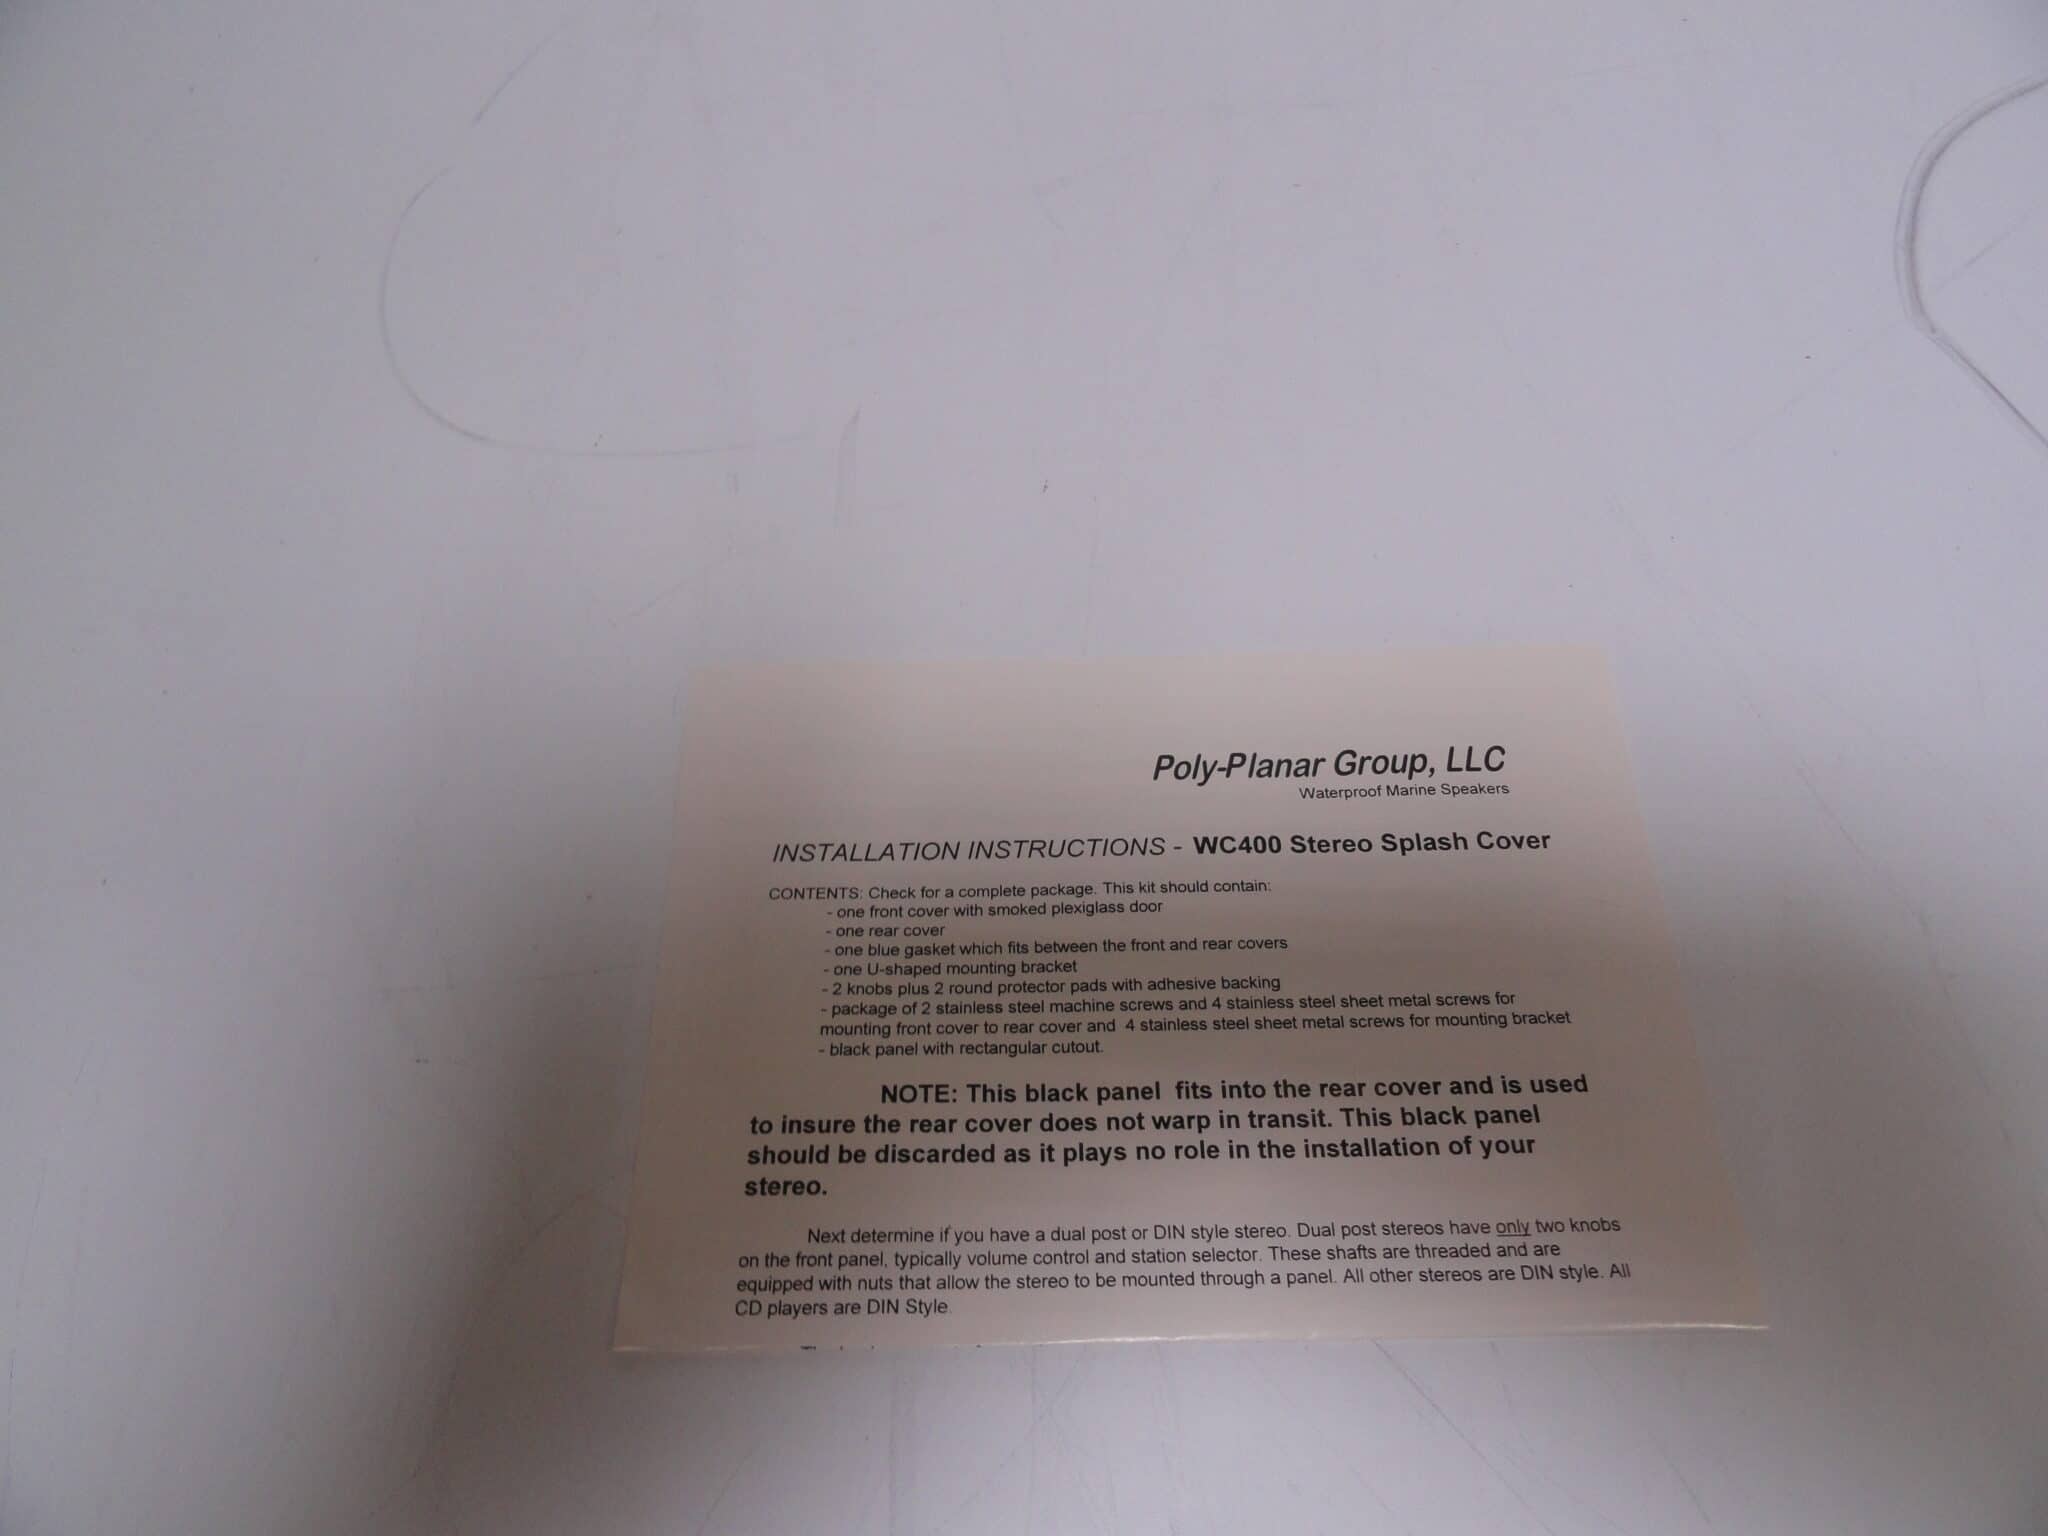 Poly-Planar Group, LLC
Waterproof Marine Speakers
INSTALLATION INSTRUCTIONS - WC400 Stereo Splash Cover
CONTENTS: Check for a complete package. This kit should contain:
- one front cover with smoked plexiglass door
- one rear cover
- one blue gasket which fits between the front and rear covers
- one U-shaped mounting bracket
- 2 knobs plus 2 round protector pads with adhesive backing
- package of 2 stainless steel machine screws and 4 stainless steel sheet metal screws for
mounting front cover to rear cover and 4 stainless steel sheet metal screws for mounting bracket
- black panel with rectangular cutout.
NOTE: This black panel fits into the rear cover and is used
to insure the rear cover does not warp in transit. This black panel
should be discarded as it plays no role in the installation of your
stereo.
Next determine if you have a dual post or DIN style stereo. Dual post stereos have only two knobs
on the front panel, typically volume control and station selector. These shafts are threaded and are
equipped with nuts that allow the stereo to be mounted through a panel. All other stereos are DIN style. All
CD players are DIN Style.